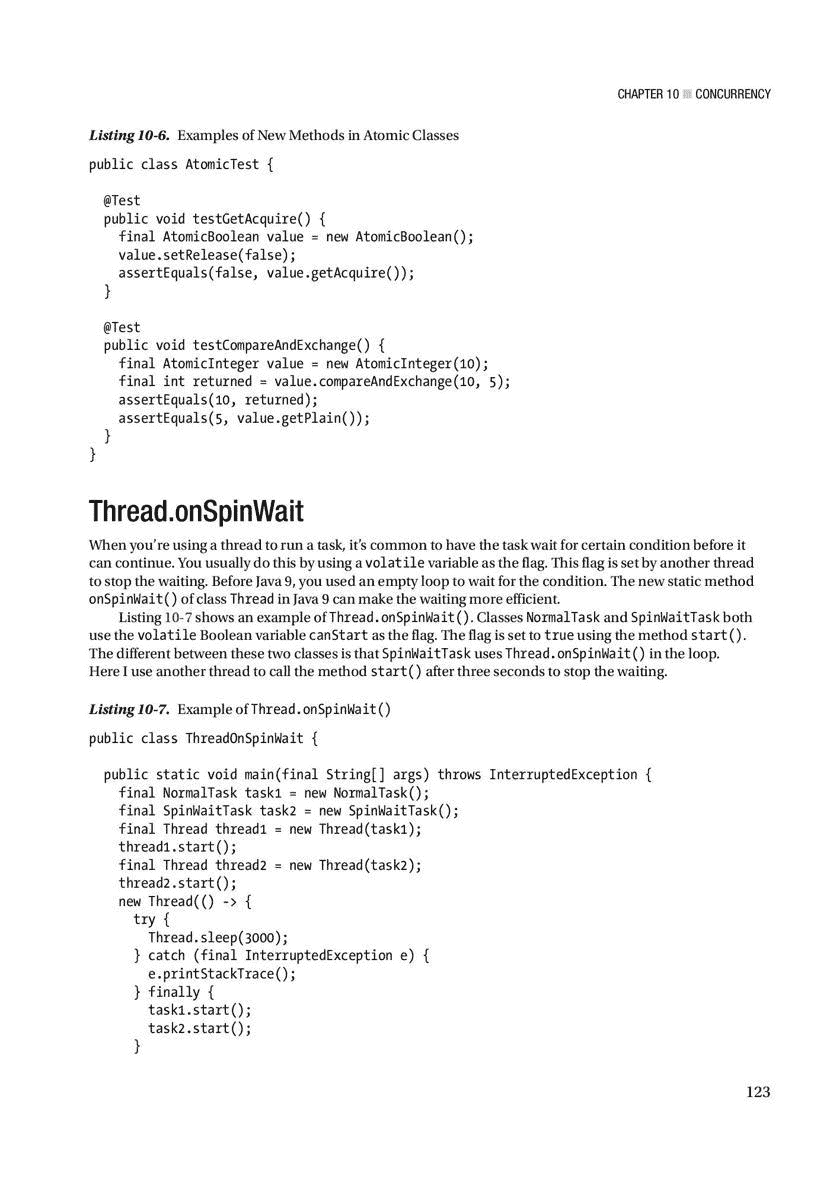 CHAPTER 10 ■ CONCURRENCY
Listing 10-6. Examples of New Methods in Atomic Classes
public class AtomicTest {
  @Test
  public void testGetAcquire() {
    final AtomicBoolean value = new AtomicBoolean();
    value.setRelease(false);
    assertEquals(false, value.getAcquire());
  }
  @Test
  public void testCompareAndExchange() {
    final AtomicInteger value = new AtomicInteger(10);
    final int returned = value.compareAndExchange(10, 5);
    assertEquals(10, returned);
    assertEquals(5, value.getPlain());
  }
}
Thread.onSpinWait
When you're using a thread to run a task, it's common to have the task wait for certain condition before it
can continue. You usually do this by using a volatile variable as the flag. This flag is set by another thread
to stop the waiting. Before Java 9, you used an empty loop to wait for the condition. The new static method
onSpinWait() of class Thread in Java 9 can make the waiting more efficient.
Listing 10-7 shows an example of Thread.onSpinWait(). Classes NormalTask and SpinWaitTask both
use the volatile Boolean variable canStart as the flag. The flag is set to true using the method start().
The different between these two classes is that SpinWaitTask uses Thread.onSpinWait() in the loop.
Here I use another thread to call the method start() after three seconds to stop the waiting.
Listing 10-7. Example of Thread.onSpinWait()
public class ThreadOnSpinWait {
  public static void main(final String[] args) throws InterruptedException {
    final NormalTask task1 = new NormalTask();
    final SpinWaitTask task2 = new SpinWaitTask();
    final Thread thread1 = new Thread(task1);
    thread1.start();
    final Thread thread2 = new Thread(task2);
    thread2.start();
    new Thread(() -> {
      try {
        Thread.sleep(3000);
      } catch (final InterruptedException e) {
        e.printStackTrace();
      } finally {
        task1.start();
        task2.start();
      }
123